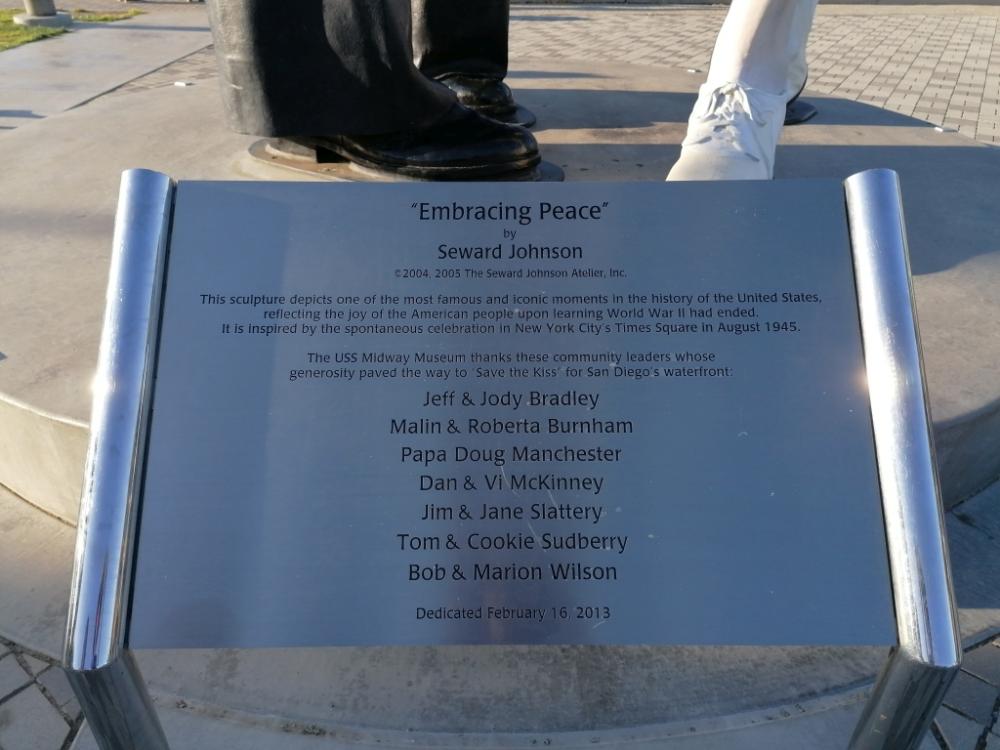 “Embracing Peace”
by
Seward Johnson
©2004, 2005 The Seward Johnson Atelier, Inc.
This sculpture depicts one of the most famous and iconic moments in the history of the United States,
reflecting the joy of the American people upon learning World War II had ended.
It is inspired by the spontaneous celebration in New York City's Times Square in August 1945.
The USS Midway Museum thanks these community leaders whose
generosity paved the way to 'Save the Kiss' for San Diego's waterfront:
Jeff & Jody Bradley
Malin & Roberta Burnham
Papa Doug Manchester
Dan & Vi McKinney
Jim & Jane Slattery
Tom & Cookie Sudberry
Bob & Marion Wilson
Dedicated February 16, 2013